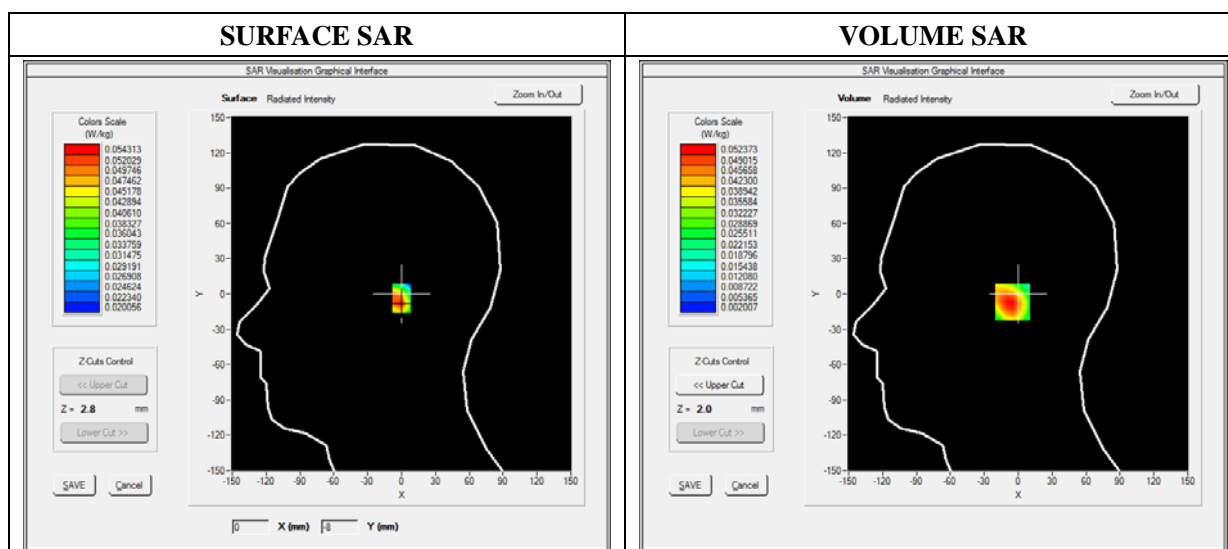 SURFACE SAR
VOLUME SAR
SAR Visualisation Graphical Interface
Surface Radiated Intensity
Zoom In/Out
Colors Scale
(W/kg)
0.054313
0.052029
0.049746
0.047462
0.045178
0.042894
0.040610
0.038327
0.036043
0.033759
0.031475
0.029191
0.026908
0.024624
0.022340
0.020056
150
120
90
60
30
0
-30
-60
-90
-120
-150
Y
-150 -120 -90 -60 -30 0 30 60 90 120 150
X
Z-Cuts Control
<< Upper Cut
Z = 2.8 mm
Lower Cut >>
SAVE Cancel
0 X (mm) -8 Y (mm)
SAR Visualisation Graphical Interface
Volume Radiated Intensity
Zoom In/Out
Colors Scale
(W/kg)
0.052373
0.049015
0.045658
0.042300
0.038942
0.035584
0.032227
0.028869
0.025511
0.022153
0.018796
0.015438
0.012080
0.008722
0.005365
0.002007
150
120
90
60
30
0
-30
-60
-90
-120
-150
Y
-150 -120 -90 -60 -30 0 30 60 90 120 150
X
Z-Cuts Control
<< Upper Cut
Z = 2.0 mm
Lower Cut >>
SAVE Cancel